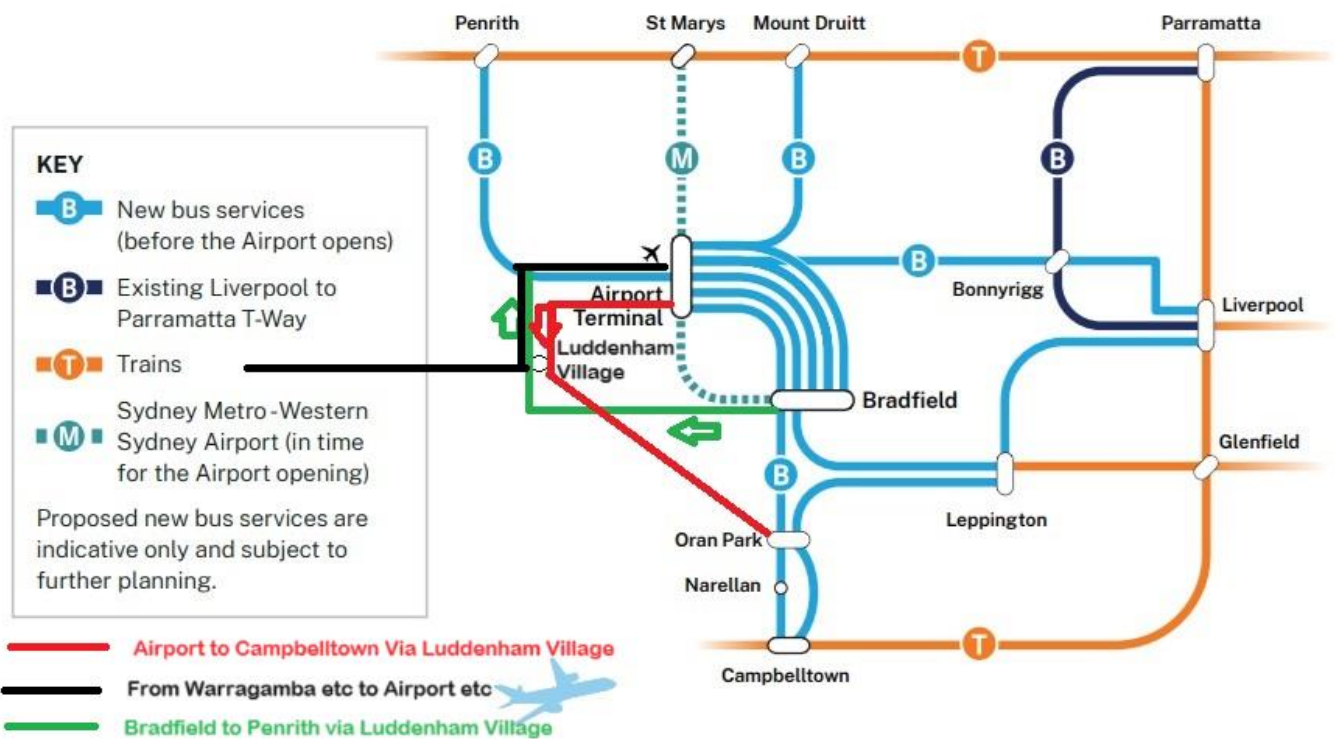 Penrith
St Marys
Mount Druitt
Parramatta
T
KEY
B
New bus services
(before the Airport opens)
B
Existing Liverpool to
Parramatta T-Way
T
Trains
M
Sydney Metro - Western
Sydney Airport (in time
for the Airport opening)
Proposed new bus services are
indicative only and subject to
further planning.
B
M
B
B
B
Airport
Terminal
Luddenham
Village
Bonnyrigg
Liverpool
Bradfield
Glenfield
B
Leppington
Oran Park
Narellan
T
Campbelltown
Airport to Campbelltown Via Luddenham Village
From Warragamba etc to Airport etc
Bradfield to Penrith via Luddenham Village